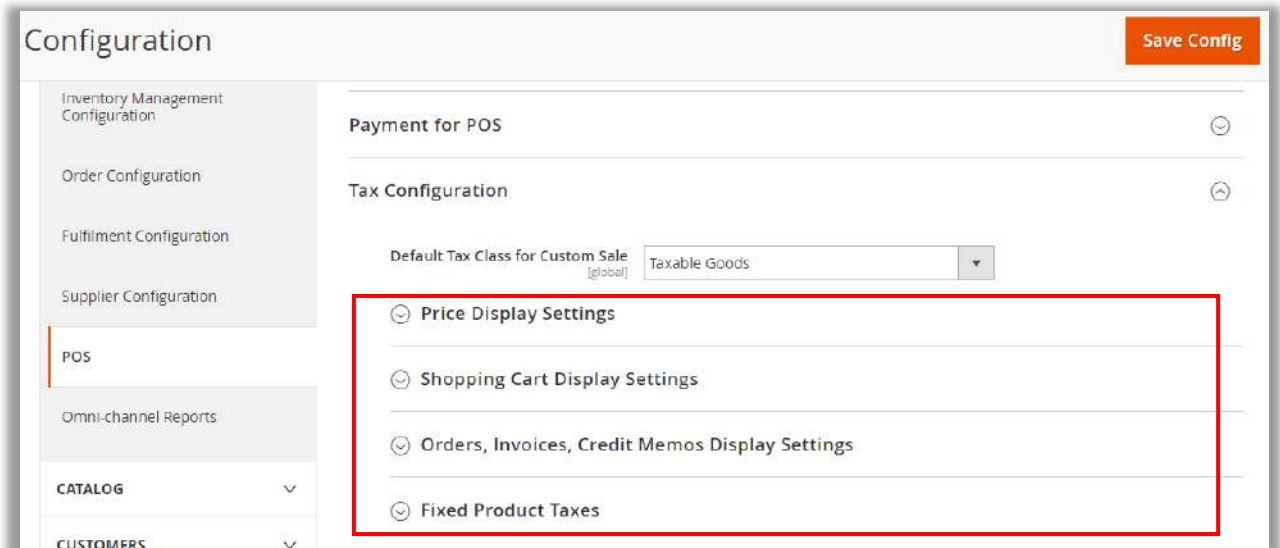 Configuration
Save Config
Inventory Management
Configuration
Order Configuration
Fulfilment Configuration
Supplier Configuration
POS
Omni-channel Reports
CATALOG
CUSTOMERS
Payment for POS
Tax Configuration
Default Tax Class for Custom Sale
[global]
Taxable Goods
Price Display Settings
Shopping Cart Display Settings
Orders, Invoices, Credit Memos Display Settings
Fixed Product Taxes